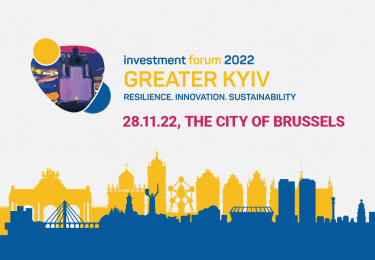 investment forum 2022
GREATER KYIV
RESILIENCE. INNOVATION. SUSTAINABILITY
28.11.22, THE CITY OF BRUSSELS